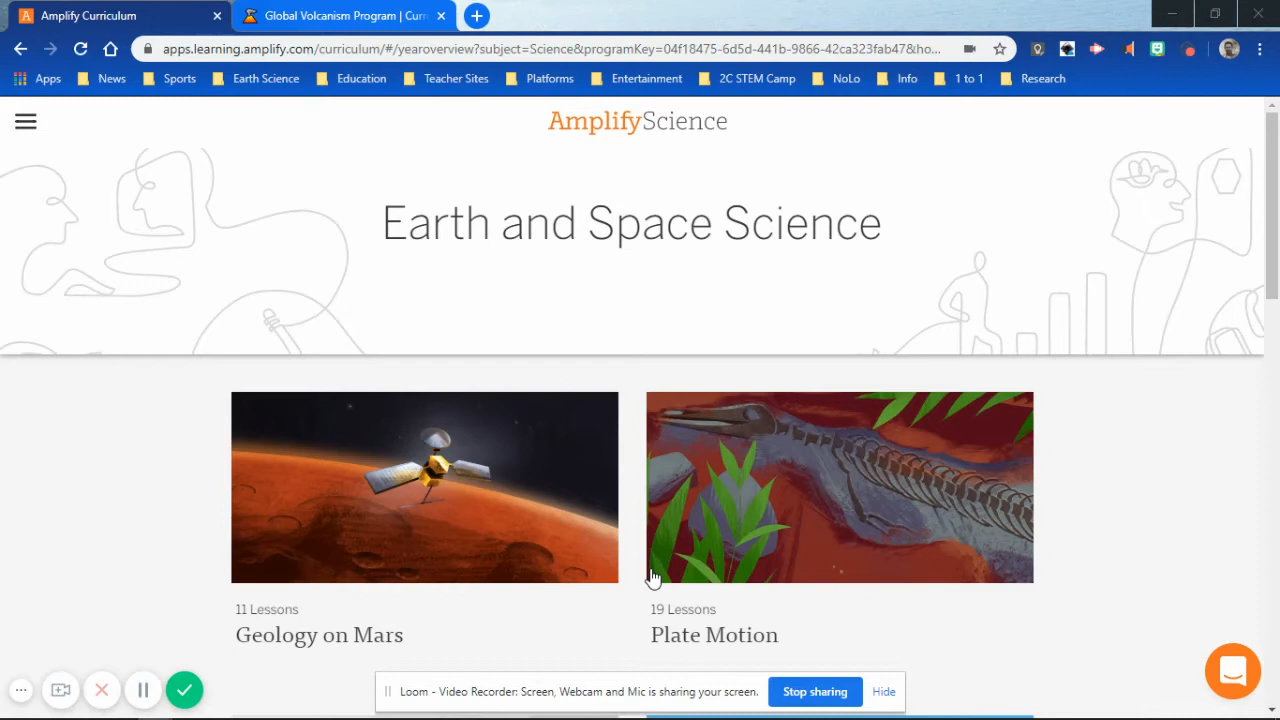 Amplify Curriculum
Global Volcanism Program | Curr
apps.learning.amplify.com/curriculum/#/yearoverview?subject=Science&programKey=04f18475-6d5d-441b-9866-42ca323fab47&ho...
Apps News Sports Earth Science Education Teacher Sites Platforms Entertainment 2C STEM Camp NoLo Info 1 to 1 Research
AmplifyScience
Earth and Space Science
11 Lessons
Geology on Mars
19 Lessons
Plate Motion
Loom - Video Recorder: Screen, Webcam and Mic is sharing your screen. Stop sharing Hide